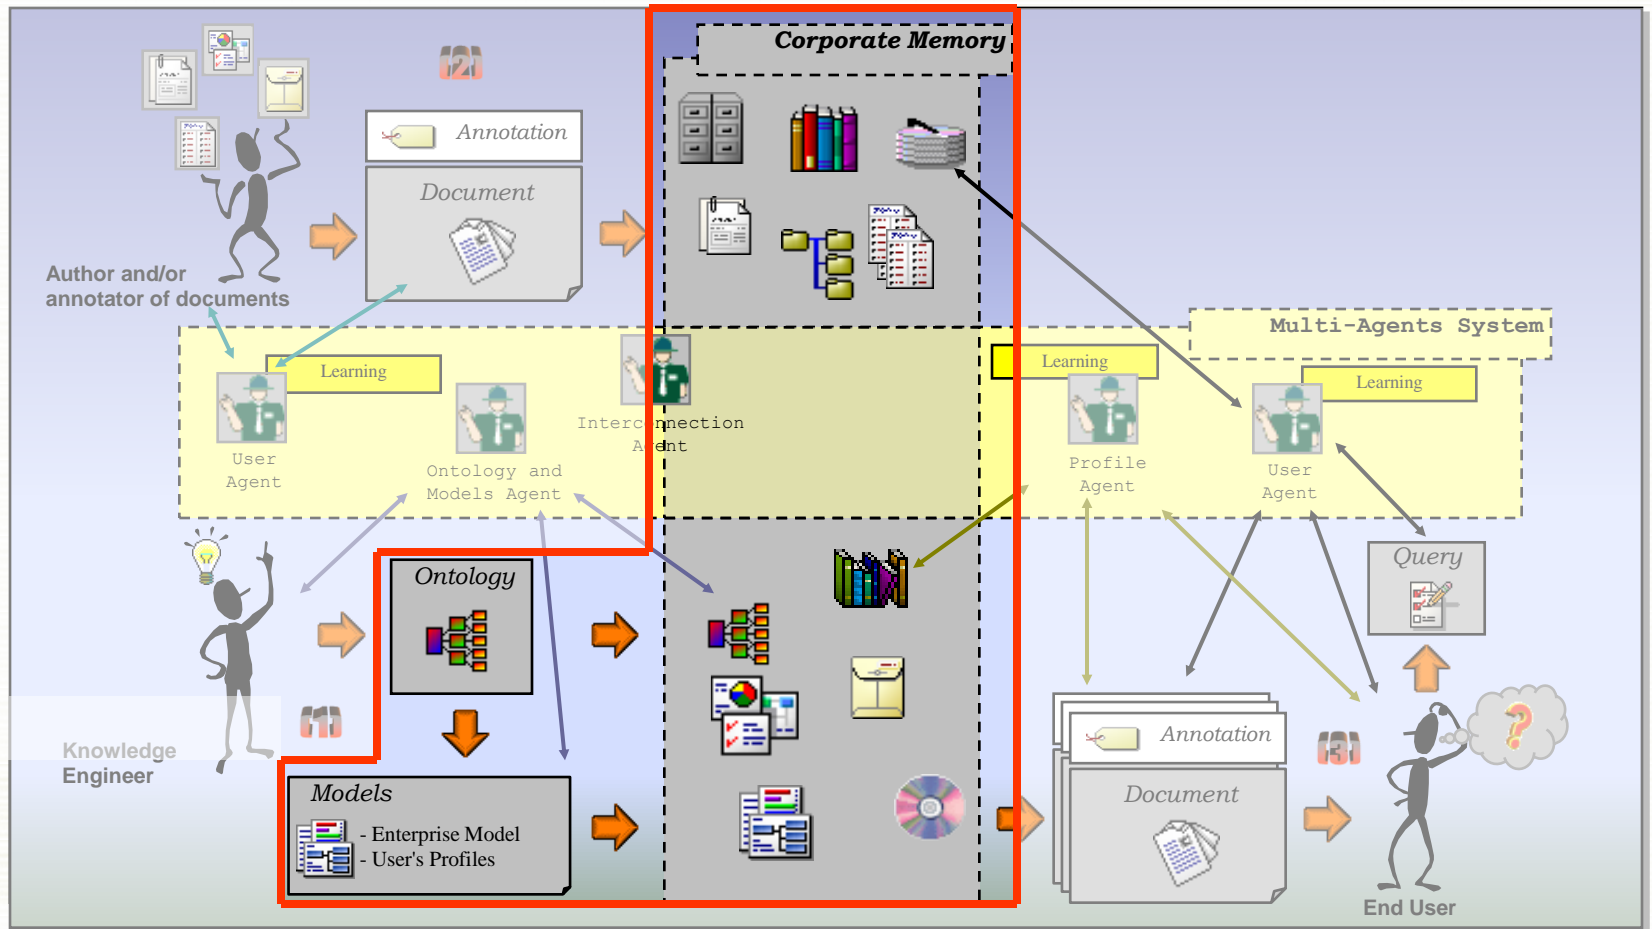 Corporate Memory
(2)
Annotation
Document
Author and/or
annotator of documents
Multi-Agents System
Learning
Learning
Learning
Interconnection
Agent
User
Agent
Ontology and
Models Agent
Profile
Agent
User
Agent
Ontology
Query
(1)
Knowledge
Engineer
Models
- Enterprise Model
- User's Profiles
Annotation
Document
(3)
?
End User